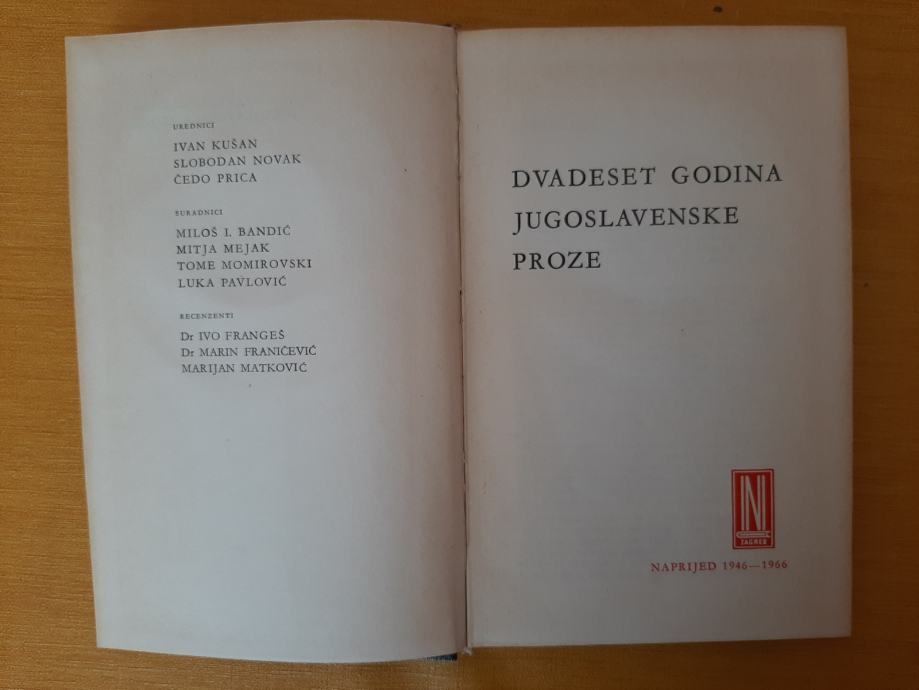 UREDNICI
IVAN KUŠAN
SLOBODAN NOVAK
ČEDO PRICA
SURADNICI
MILOŠ I. BANDIĆ
MITJA MEJAK
TOME MOMIROVSKI
LUKA PAVLOVIĆ
RECENZENTI
Dr IVO FRANGEŠ
Dr MARIN FRANIČEVIĆ
MARIJAN MATKOVIĆ
DVADESET GODINA
JUGOSLAVENSKE
PROZE
N
ZAGREB
NAPRIJED 1946—1966